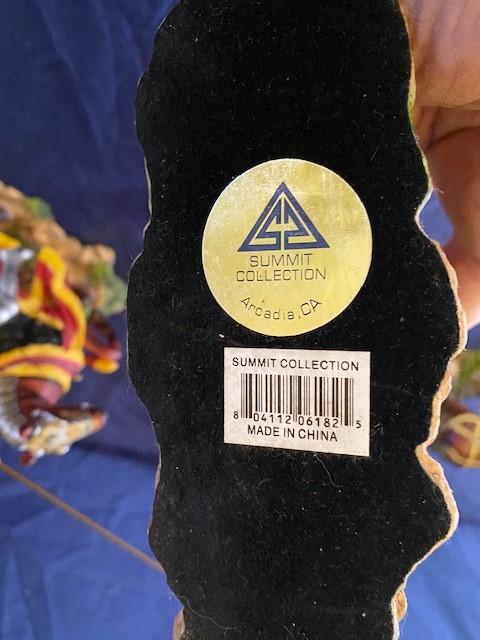 SUMMIT
COLLECTION
Arcadia, CA
SUMMIT COLLECTION
8 04112 06182 5
MADE IN CHINA